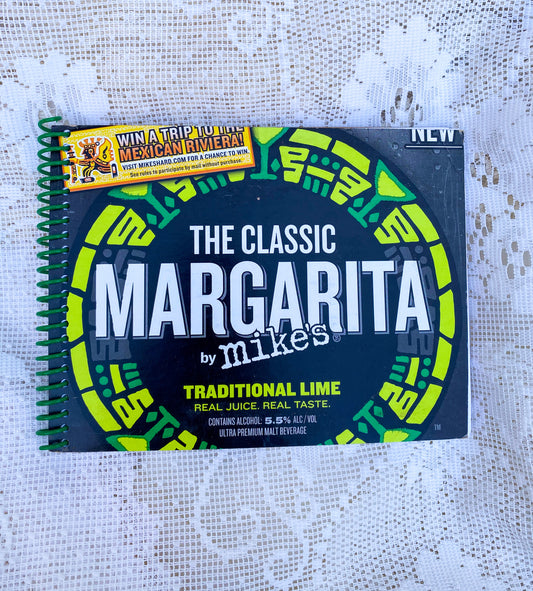 WIN A TRIP TO THE
MEXICAN RIVIERA!
VISIT MIKESHARD.COM FOR A CHANCE TO WIN.
See rules to participate by mail without purchase.
NEW
THE CLASSIC
MARGARITA
by mike's®
TRADITIONAL LIME
REAL JUICE. REAL TASTE.
CONTAINS ALCOHOL: 5.5% ALC / VOL
ULTRA PREMIUM MALT BEVERAGE
TM